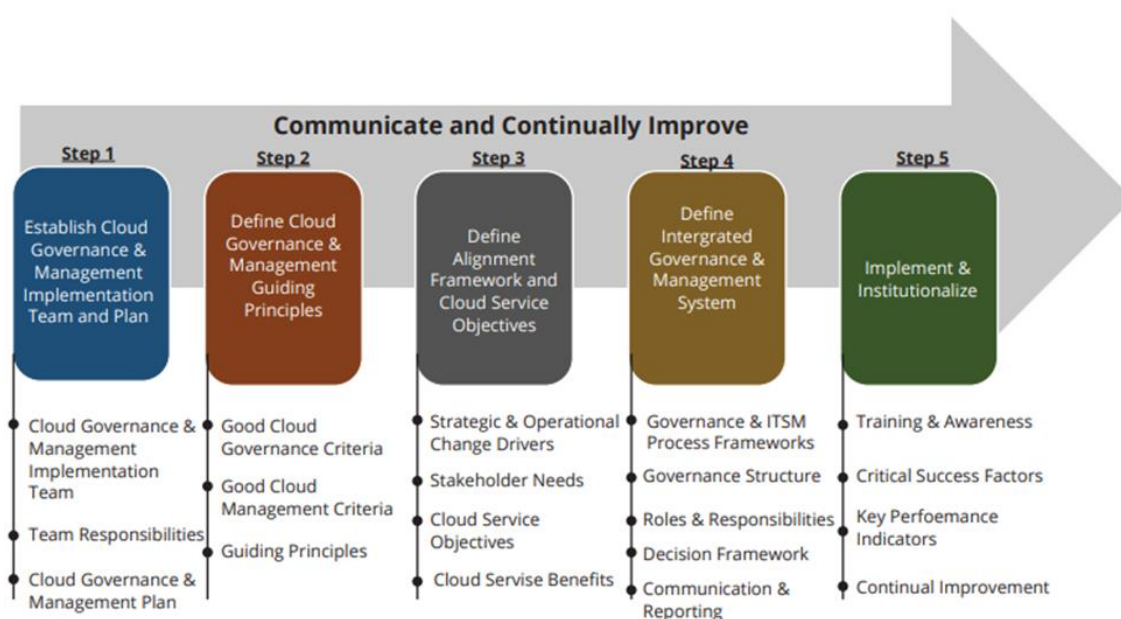 Communicate and Continually Improve
Step 1
Establish Cloud
Governance &
Management
Implementation
Team and Plan
Cloud Governance &
Management
Implementation
Team
Team Responsibilities
Cloud Governance &
Management Plan
Step 2
Define Cloud
Governance &
Management
Guiding
Principles
Good Cloud
Governance Criteria
Good Cloud
Management Criteria
Guiding Principles
Step 3
Define
Alignment
Framework and
Cloud Service
Objectives
Strategic & Operational
Change Drivers
Stakeholder Needs
Cloud Service
Objectives
Cloud Servise Benefits
Step 4
Define
Intergrated
Governance &
Management
System
Governance & ITSM
Process Frameworks
Governance Structure
Roles & Responsibilities
Decision Framework
Communication &
Reporting
Step 5
Implement &
Institutionalize
Training & Awareness
Critical Success Factors
Key Perfoemance
Indicators
Continual Improvement